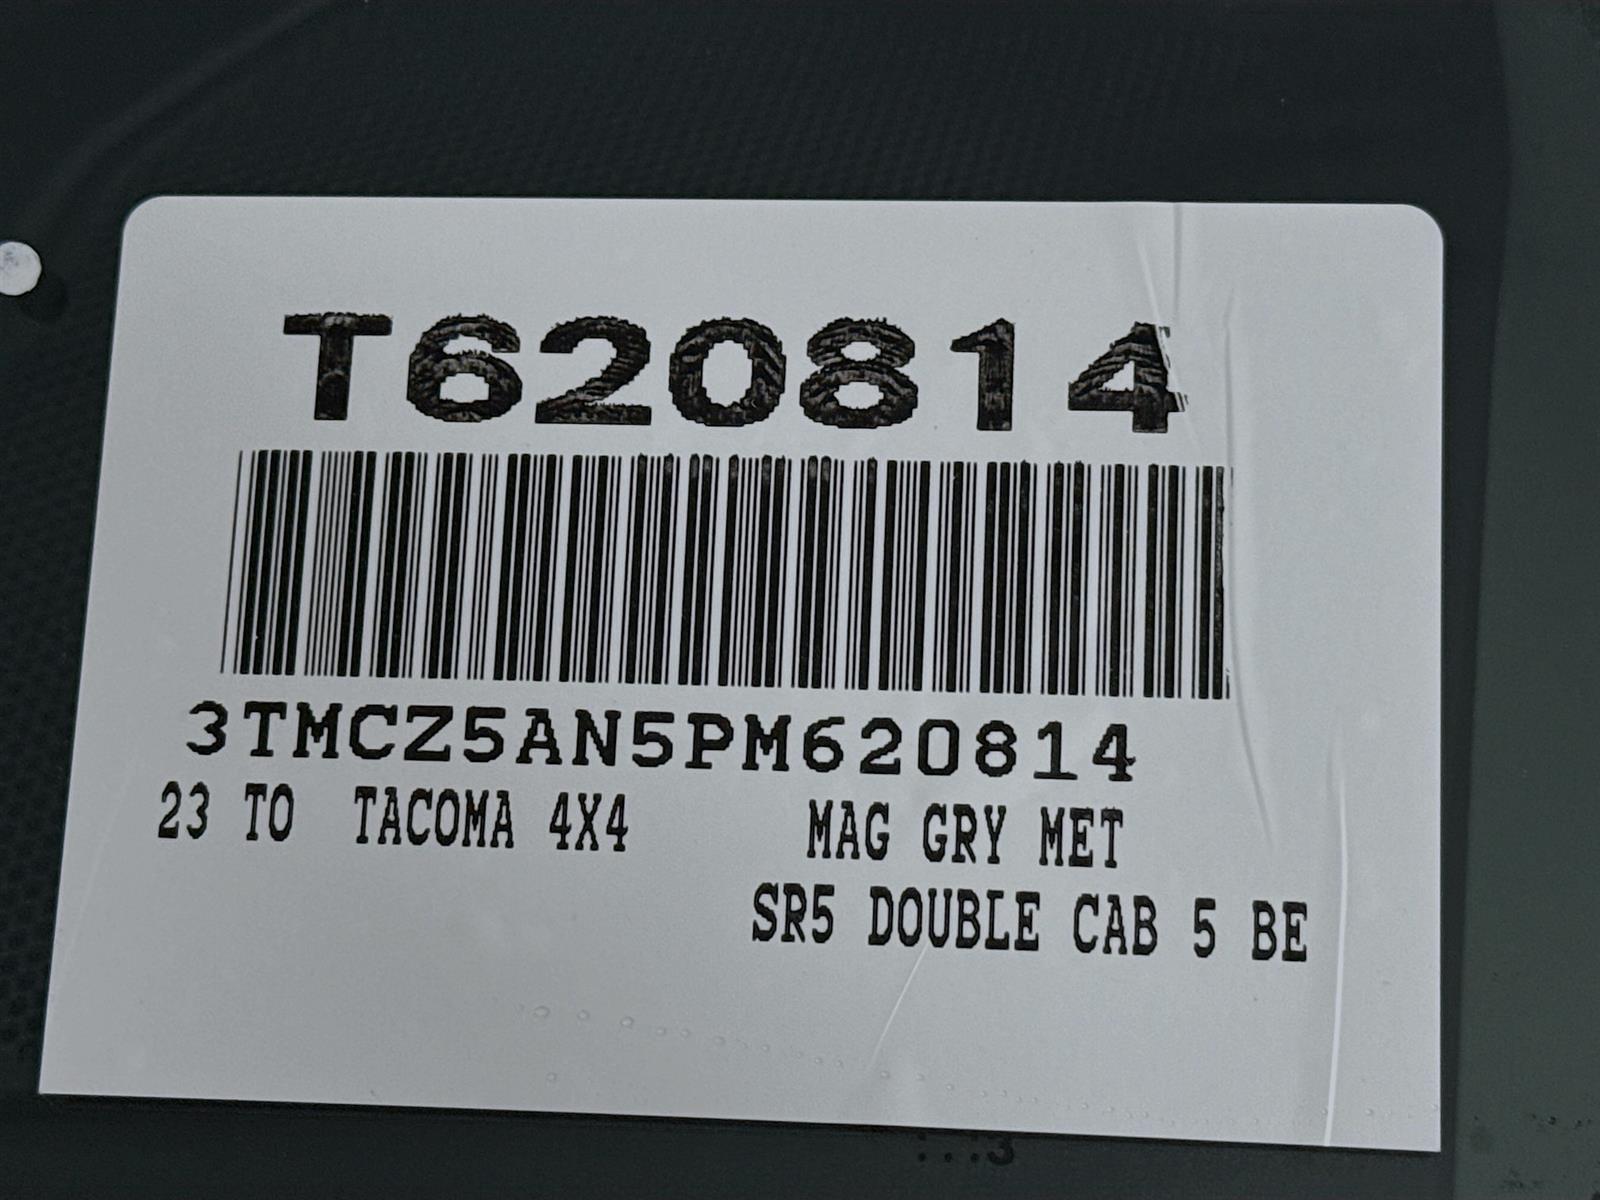 T620814
3TMCZ5AN5PM620814
23 TO TACOMA 4X4 MAG GRY MET
SR5 DOUBLE CAB 5 BE